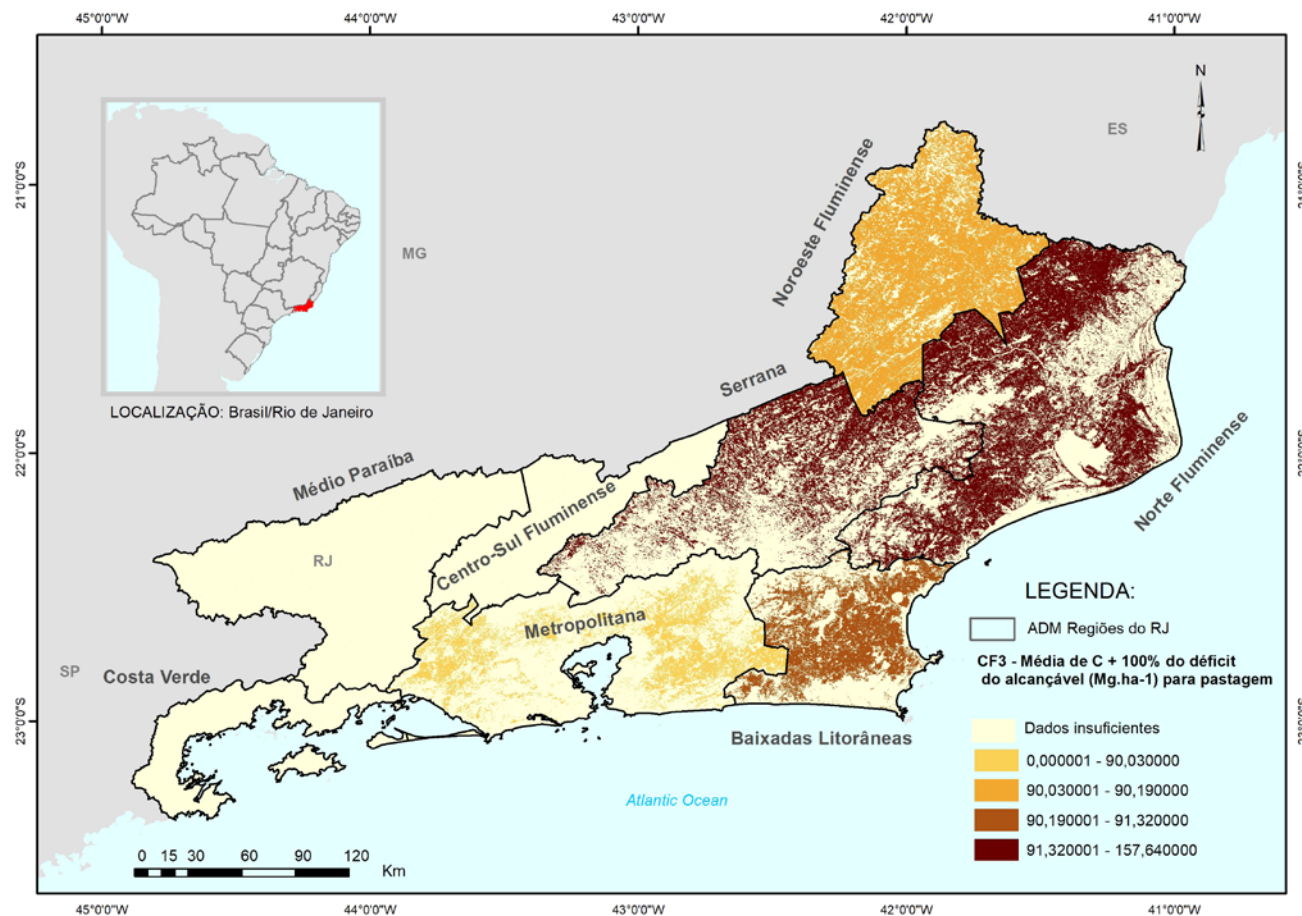 45°0'0"W
44°0'0"W
43°0'0"W
42°0'0"W
41°0'0"W
N
ES
MG
21°0'0"S
Noroeste Fluminense
Serrana
LOCALIZAÇÃO: Brasil/Rio de Janeiro
22°0'0"S
Médio Paraíba
Centro-Sul Fluminense
Norte Fluminense
RJ
LEGENDA:
Metropolitana
ADM Regiões do RJ
SP
Costa Verde
CF3 - Média de C + 100% do déficit
do alcançável (Mg.ha-1) para pastagem
23°0'0"S
Baixadas Litorâneas
Dados insuficientes
0,000001 - 90,030000
90,030001 - 90,190000
90,190001 - 91,320000
91,320001 - 157,640000
Atlantic Ocean
0 15 30 60 90 120
Km
45°0'0"W
44°0'0"W
43°0'0"W
42°0'0"W
41°0'0"W